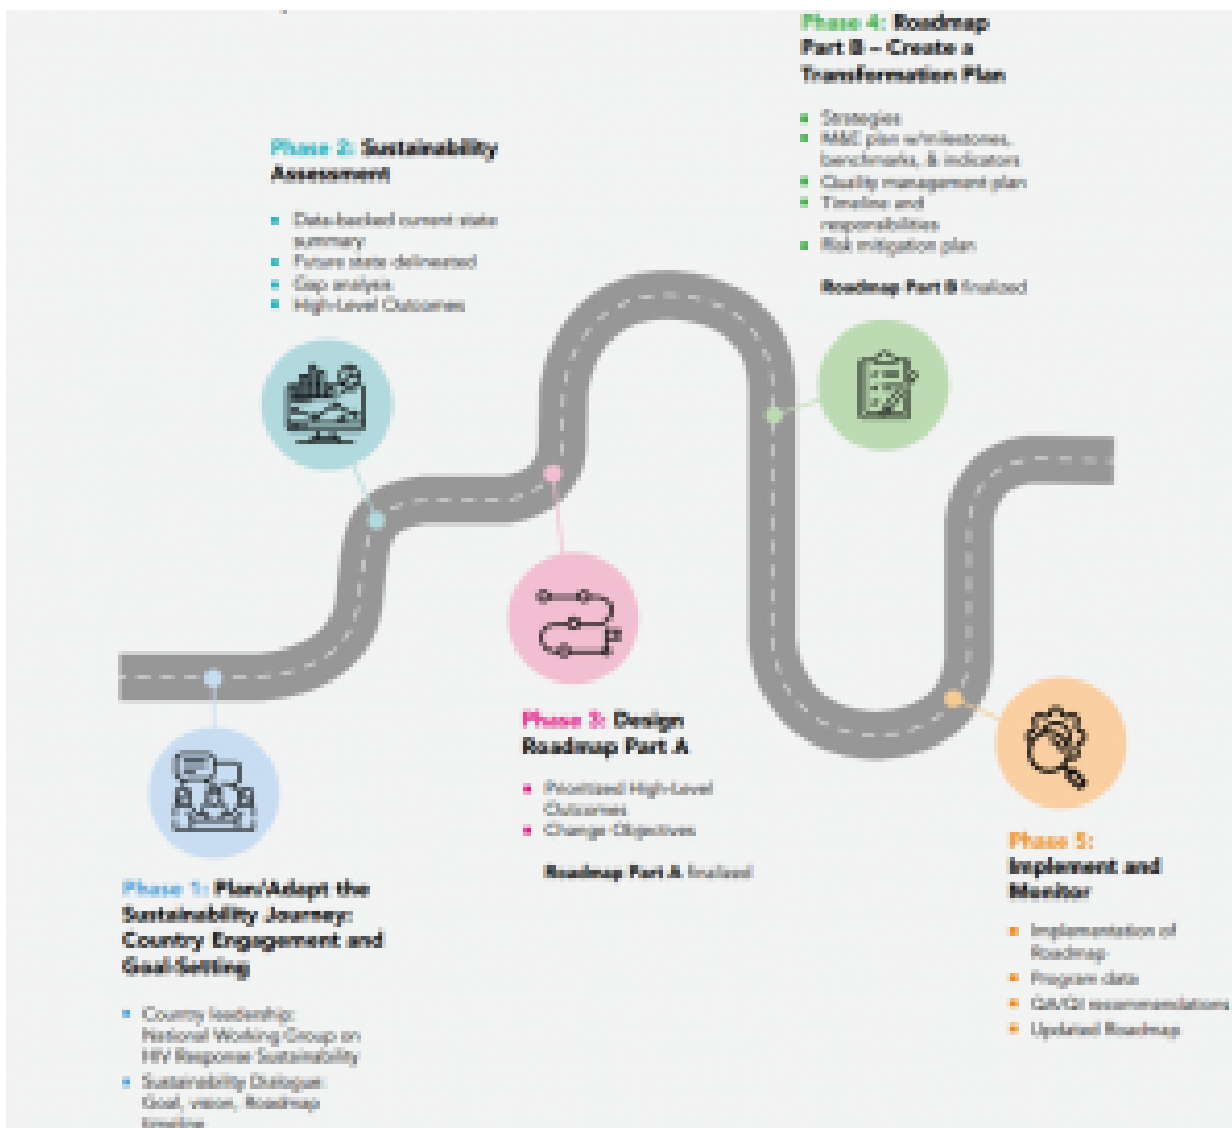 Phase 4: Roadmap
Part B – Create a
Transformation Plan
Strategies
M&E plan w/milestones,
benchmarks, & indicators
Quality management plan
Timeline and
responsibilities
Risk mitigation plan
Roadmap Part B finalized
Phase 2: Sustainability
Assessment
Data-backed current state
summary
Future state delineated
Gap analysis
High-Level Outcomes
Phase 3: Design
Roadmap Part A
Prioritized High-Level
Outcomes
Change Objectives
Roadmap Part A finalized
Phase 1: Plan/Adapt the
Sustainability Journey:
Country Engagement and
Goal-Setting
Country leadership:
National Working Group on
HIV Response Sustainability
Sustainability Dialogue:
Goal, vision, Roadmap
timeline
Phase 5:
Implement and
Monitor
Implementation of
Roadmap
Program data
QA/QI recommendations
Updated Roadmap